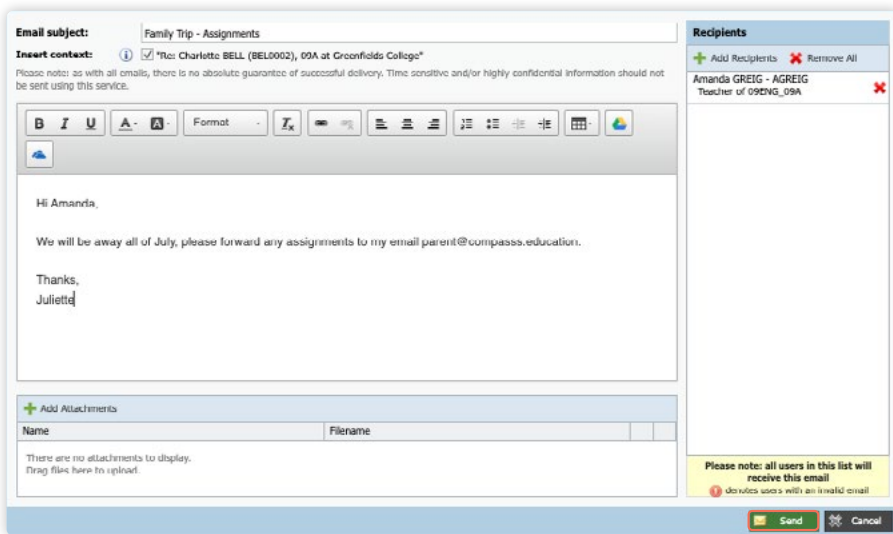 Email subject: Family Trip - Assignments
Insert context: "Re: Charlotte BELL (BEL0002), 09A at Greenfields College"
Please note: as with all emails, there is no absolute guarantee of successful delivery. Time sensitive and/or highly confidential information should not
be sent using this service.
B I U A A Format Tx
Hi Amanda,
We will be away all of July, please forward any assignments to my email parent@compasss.education.
Thanks,
Juliette
Add Attachments
Name Filename
There are no attachments to display.
Drag files here to upload.
Recipients
Add Recipients Remove All
Amanda GREIG - AGREIG
Teacher of 09ENG_09A
Please note: all users in this list will
receive this email
denotes users with an invalid email
Send Cancel